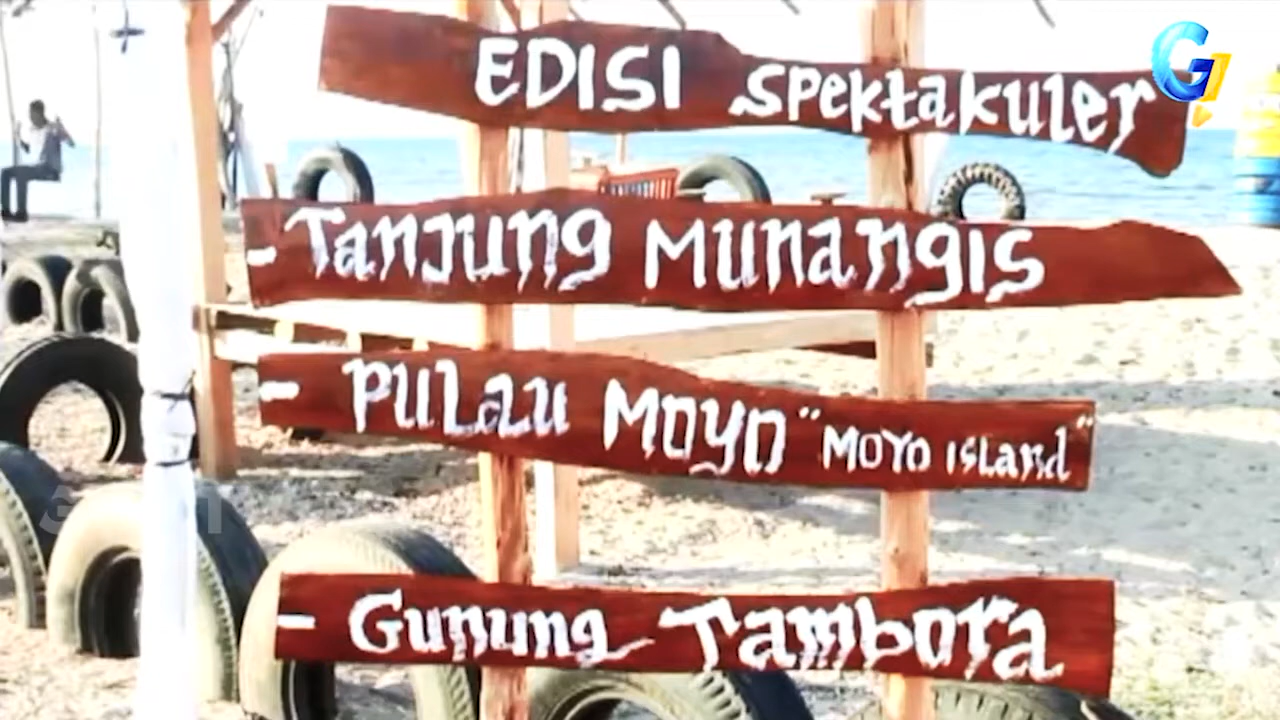 EDISI SPEKTAKULER
- TANJUNG MUNANGIS
- PULAU MOYO "MOYO ISLAND"
- GUNUNG TAMBORA